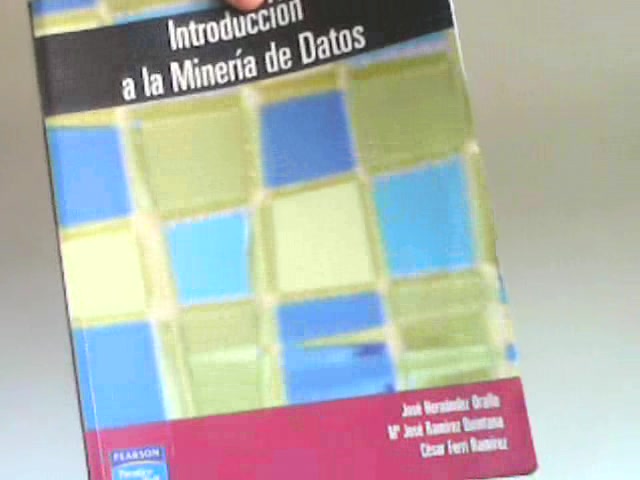 Introducción
a la Minería de Datos
José Hernández Orallo
Mª José Ramírez Quintana
César Ferri Ramírez
PEARSON